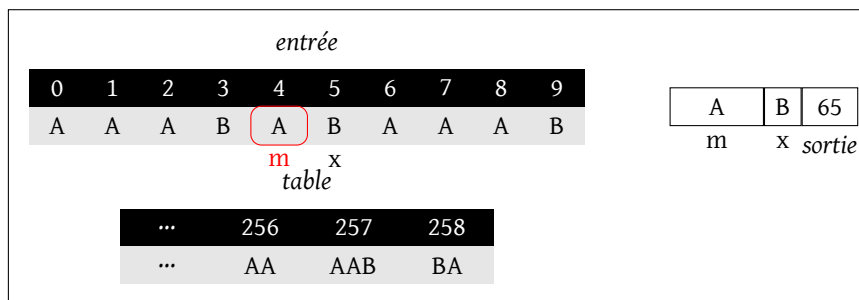 entrée
0 1 2 3 4 5 6 7 8 9
A A A B A B A A A B
m x
table
... 256 257 258
... AA AAB BA
A B 65
m x sortie